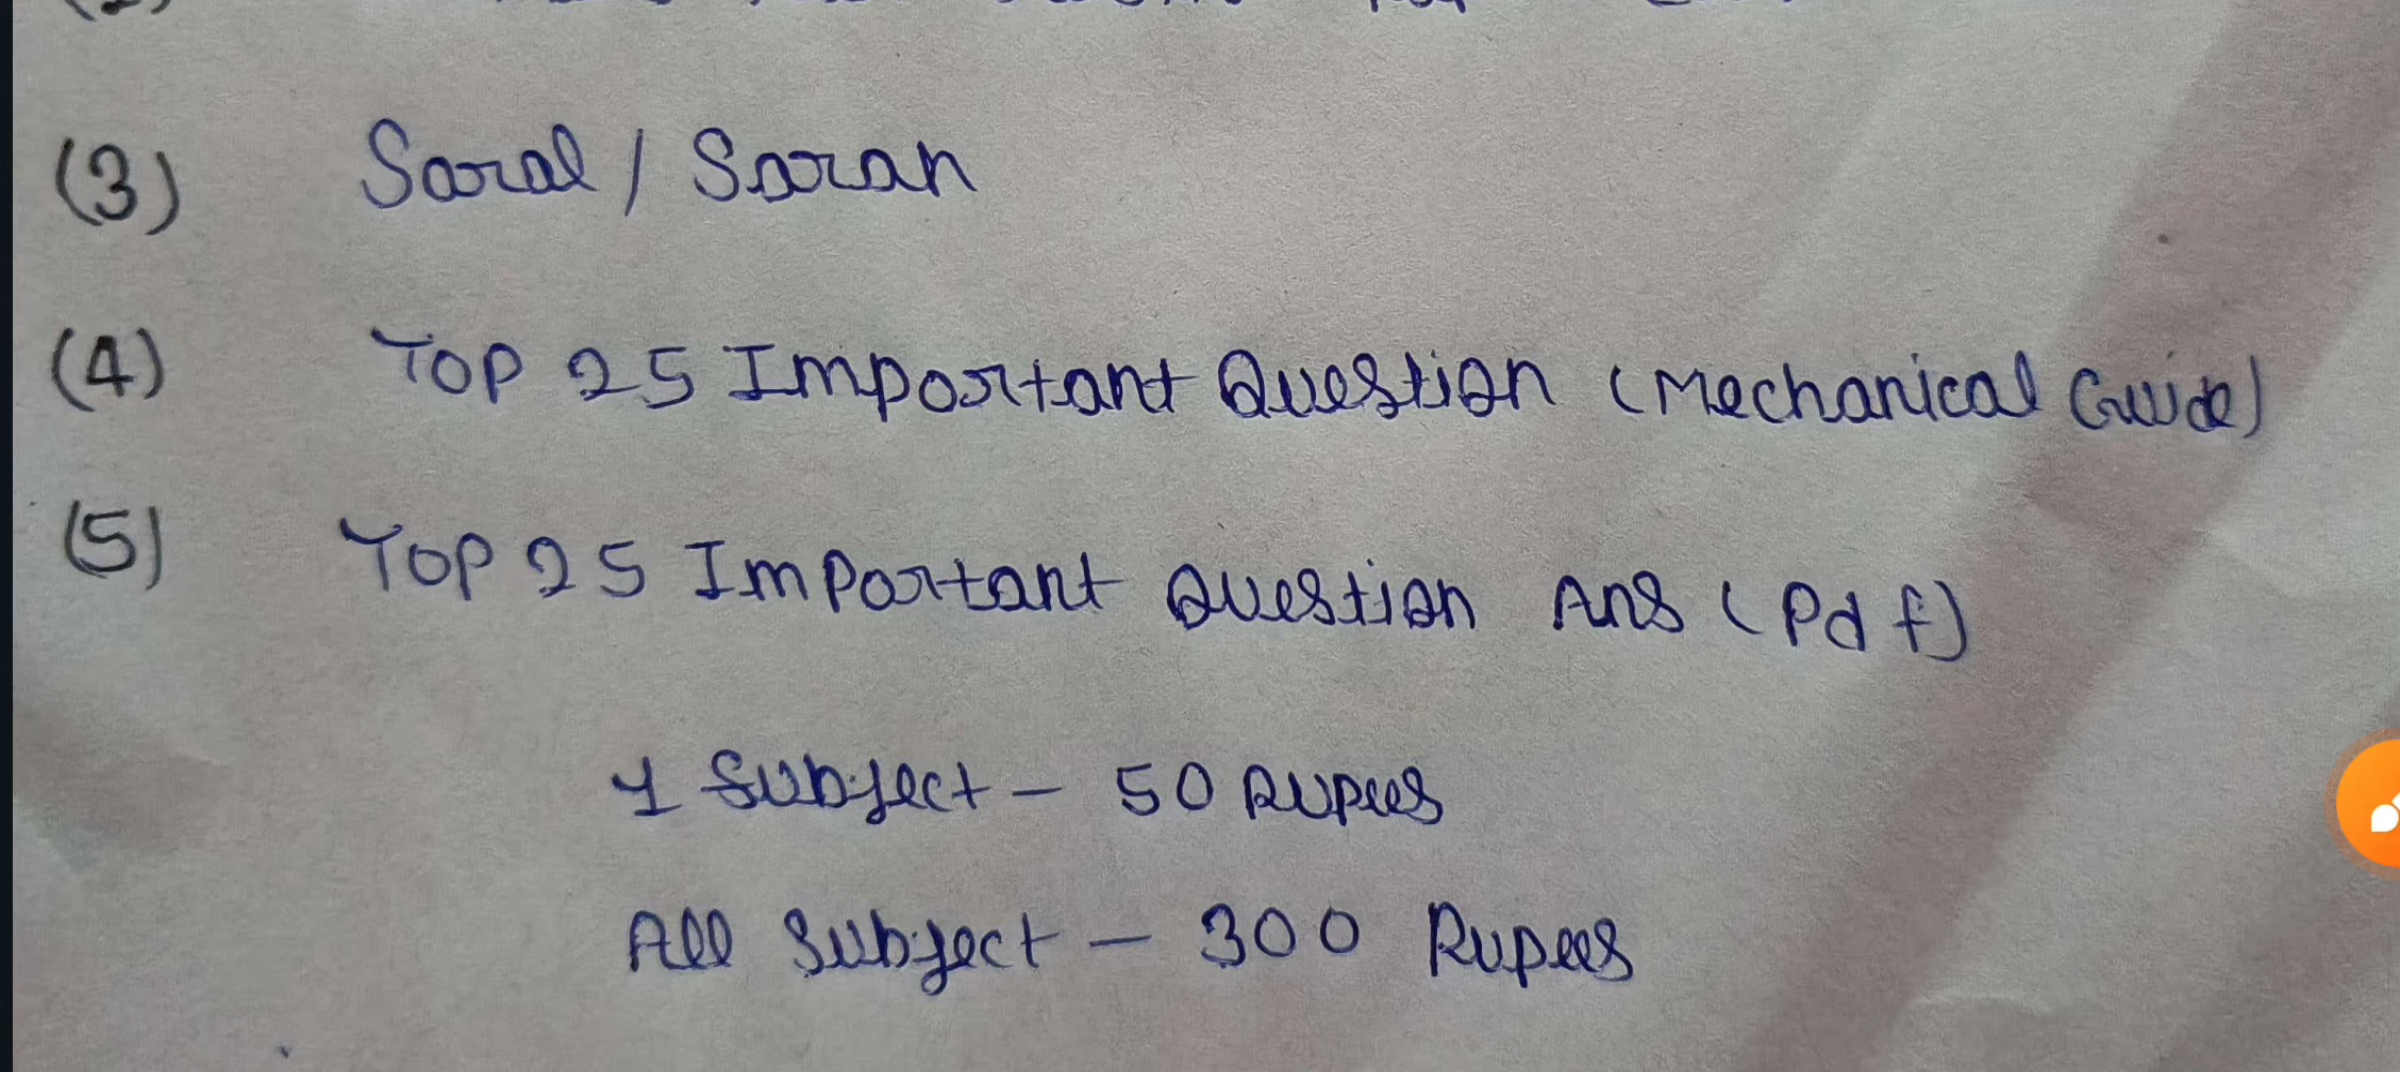 (3) Saral / Saran
(4) Top 25 Important Question (Mechanical Guide)
(5) Top 25 Important Question Ans (Pdf)
1 Subject - 50 Rupees
All Subject - 300 Rupees